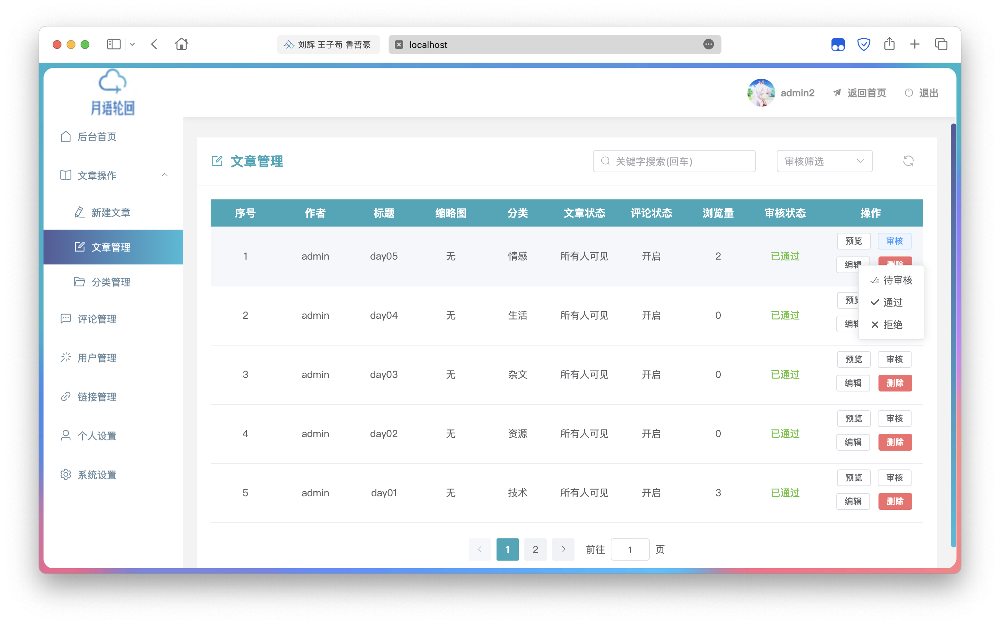 刘辉 王子荀 鲁哲豪
localhost
月语轮回
admin2 返回首页 退出
后台首页
文章操作
新建文章
文章管理
分类管理
评论管理
用户管理
链接管理
个人设置
系统设置
文章管理 关键字搜索(回车) 审核筛选
序号 作者 标题 缩略图 分类 文章状态 评论状态 浏览量 审核状态 操作
1 admin day05 无 情感 所有人可见 开启 2 已通过 预览 审核
编辑 删除
2 admin day04 无 生活 所有人可见 开启 0 已通过 预览
编辑
待审核
通过
拒绝
3 admin day03 无 杂文 所有人可见 开启 0 已通过 预览 审核
编辑 删除
4 admin day02 无 资源 所有人可见 开启 0 已通过 预览 审核
编辑 删除
5 admin day01 无 技术 所有人可见 开启 3 已通过 预览 审核
编辑 删除
1 2 前往 1 页